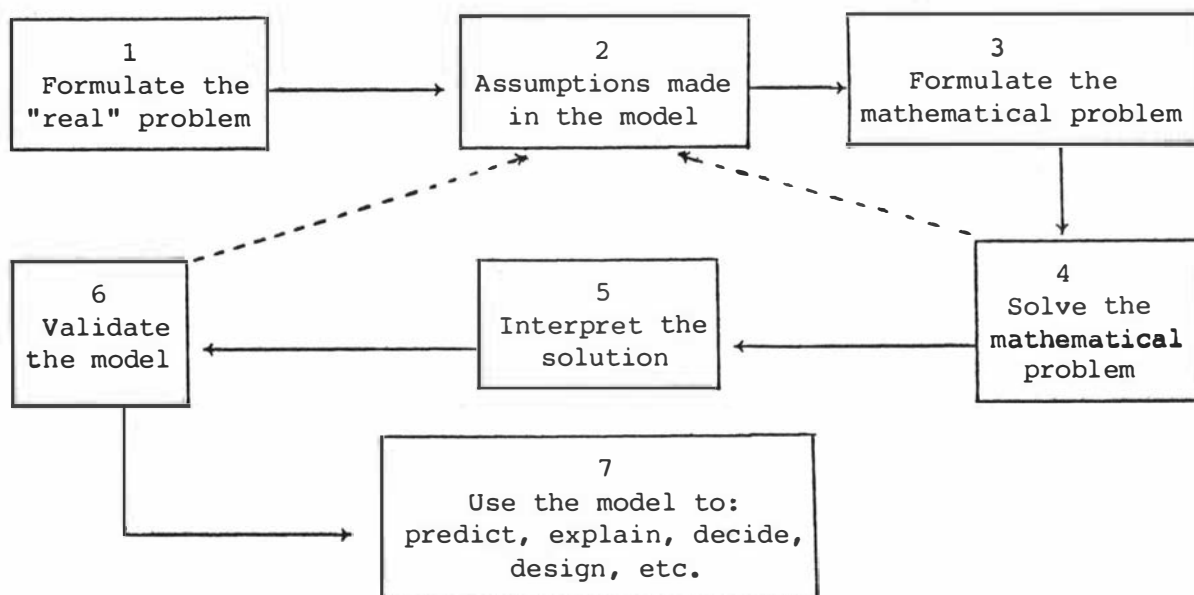 1
Formulate the
"real" problem
2
Assumptions made
in the model
3
Formulate the
mathematical problem
4
Solve the
mathematical
problem
5
Interpret the
solution
6
Validate
the model
7
Use the model to:
predict, explain, decide,
design, etc.